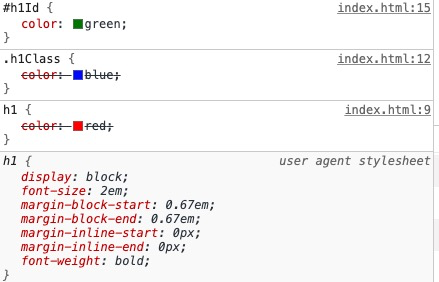 #h1Id { index.html:15
color: green;
}
.h1Class { index.html:12
color: blue;
}
h1 { index.html:9
color: red;
}
h1 { user agent stylesheet
display: block;
font-size: 2em;
margin-block-start: 0.67em;
margin-block-end: 0.67em;
margin-inline-start: 0px;
margin-inline-end: 0px;
font-weight: bold;
}